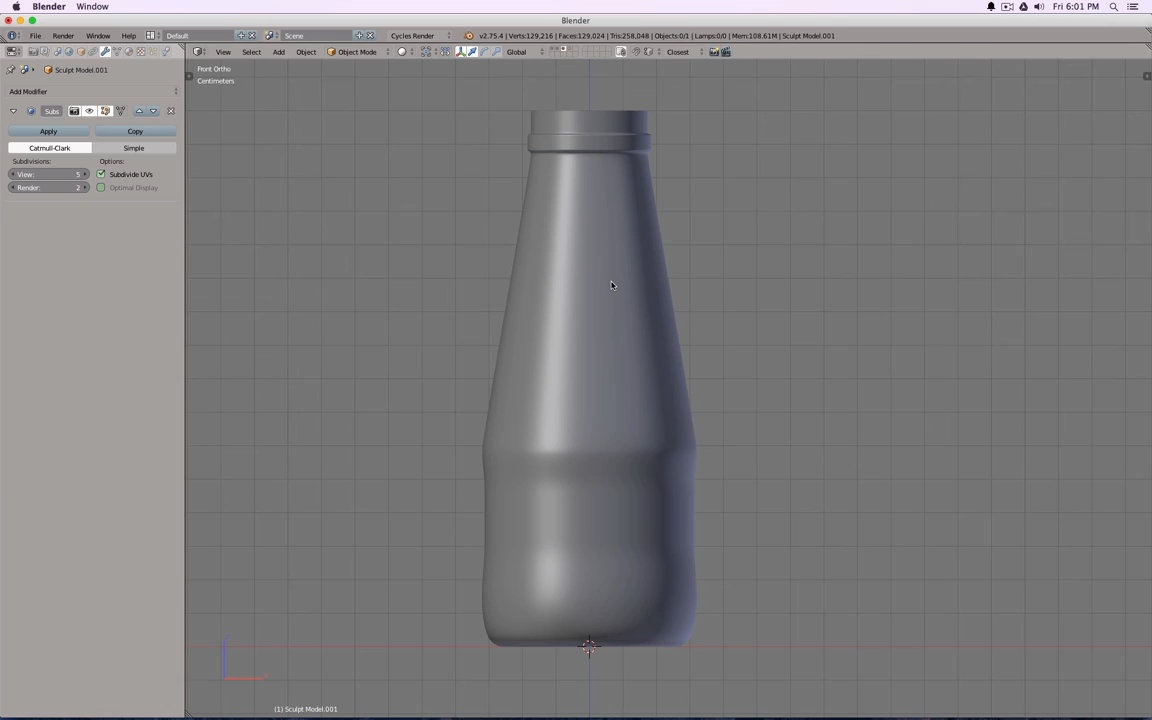 Blender Window Fri 6:01 PM
Blender
File Render Window Help Default Scene Cycles Render v2.75.4 | Verts:129,216 | Faces:129,024 | Tris:258,048 | Objects:0/1 | Lamps:0/0 | Mem:108.61M | Sculpt Model.001
View Select Add Object Object Mode Global Closest
Sculpt Model.001
Front Ortho
Centimeters
Add Modifier
Subs
Apply Copy
Catmull-Clark Simple
Subdivisions: Options:
View: 5 Subdivide UVs
Render: 2 Optimal Display
(1) Sculpt Model.001